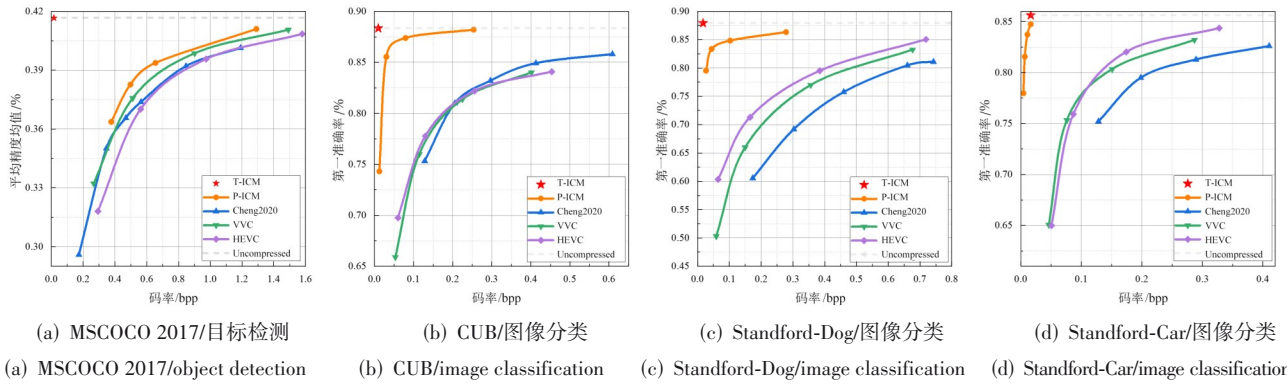 0.42
0.39
0.36
0.33
0.30
平均精度均值/%
0.0 0.2 0.4 0.6 0.8 1.0 1.2 1.4 1.6
码率/bpp
T-ICM
P-ICM
Cheng2020
VVC
HEVC
Uncompressed
(a) MSCOCO 2017/目标检测
(a) MSCOCO 2017/object detection
0.90
0.85
0.80
0.75
0.70
0.65
第一准确率/%
0.0 0.1 0.2 0.3 0.4 0.5 0.6
码率/bpp
T-ICM
P-ICM
Cheng2020
VVC
HEVC
Uncompressed
(b) CUB/图像分类
(b) CUB/image classification
0.90
0.85
0.80
0.75
0.70
0.65
0.60
0.55
0.50
0.45
第一准确率/%
0.0 0.1 0.2 0.3 0.4 0.5 0.6 0.7 0.8
码率/bpp
T-ICM
P-ICM
Cheng2020
VVC
HEVC
Uncompressed
(c) Standford-Dog/图像分类
(c) Standford-Dog/image classification
0.85
0.80
0.75
0.70
0.65
0.60
第一准确率/%
0.0 0.1 0.2 0.3 0.4
码率/bpp
T-ICM
P-ICM
Cheng2020
VVC
HEVC
Uncompressed
(d) Standford-Car/图像分类
(d) Standford-Car/image classification